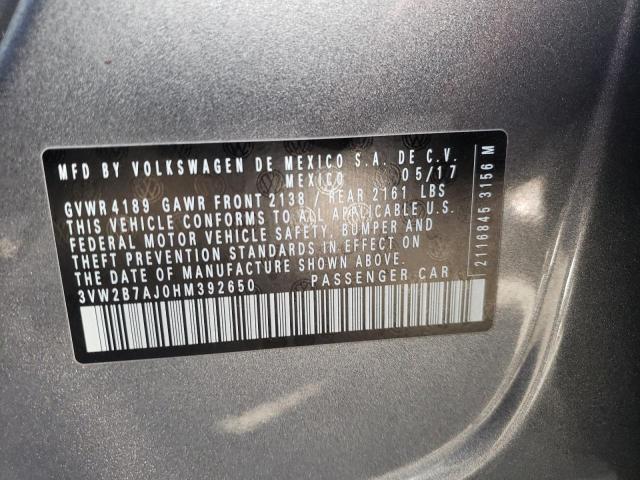 MFD BY VOLKSWAGEN DE MEXICO S.A. DE C.V.
MEXICO 05/17
GVWR 4189 GAWR FRONT 2138 / REAR 2161 LBS
THIS VEHICLE CONFORMS TO ALL APPLICABLE U.S.
FEDERAL MOTOR VEHICLE SAFETY, BUMPER AND
THEFT PREVENTION STANDARDS IN EFFECT ON
THE DATE OF MANUFACTURE SHOWN ABOVE.
3VW2B7AJ0HM392650 PASSENGER CAR
2116845 3156 M